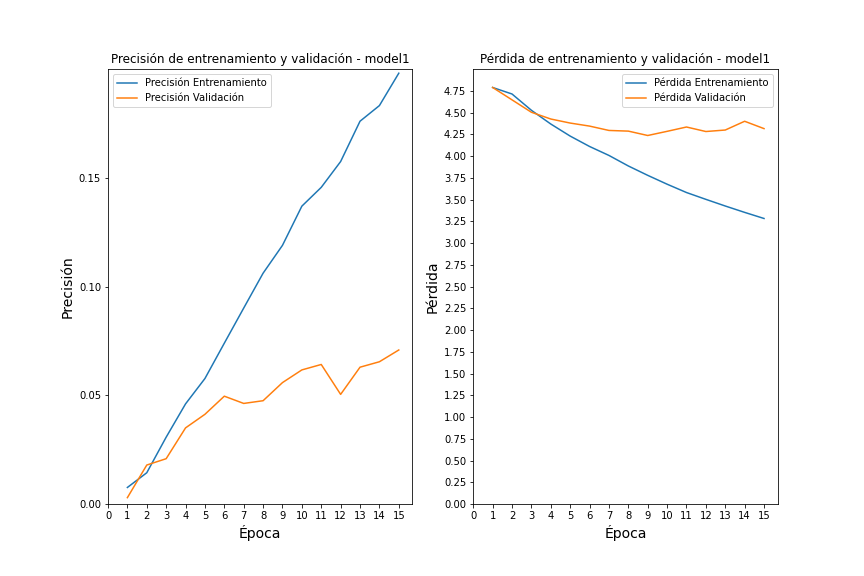 Precisión de entrenamiento y validación - model1
Precisión Entrenamiento
Precisión Validación
0.15
0.10
0.05
0.00
Precisión
0 1 2 3 4 5 6 7 8 9 10 11 12 13 14 15
Época
Pérdida de entrenamiento y validación - model1
Pérdida Entrenamiento
Pérdida Validación
4.75
4.50
4.25
4.00
3.75
3.50
3.25
3.00
2.75
2.50
2.25
2.00
1.75
1.50
1.25
1.00
0.75
0.50
0.25
0.00
Pérdida
0 1 2 3 4 5 6 7 8 9 10 11 12 13 14 15
Época